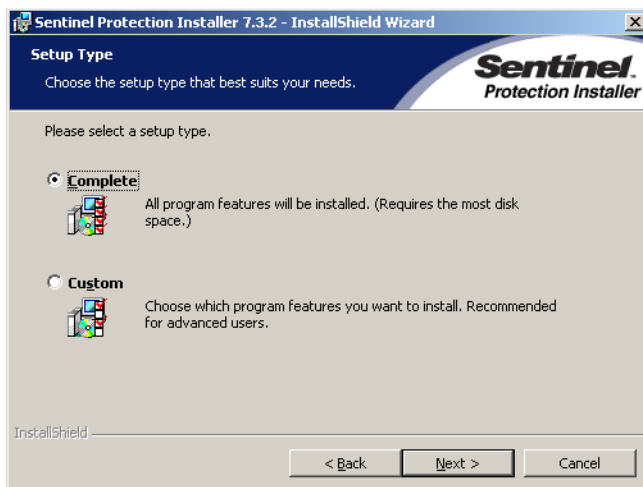 Sentinel Protection Installer 7.3.2 - InstallShield Wizard
Setup Type
Choose the setup type that best suits your needs.
Sentinel.
Protection Installer
Please select a setup type.
Complete
All program features will be installed. (Requires the most disk
space.)
Custom
Choose which program features you want to install. Recommended
for advanced users.
InstallShield
< Back
Next >
Cancel